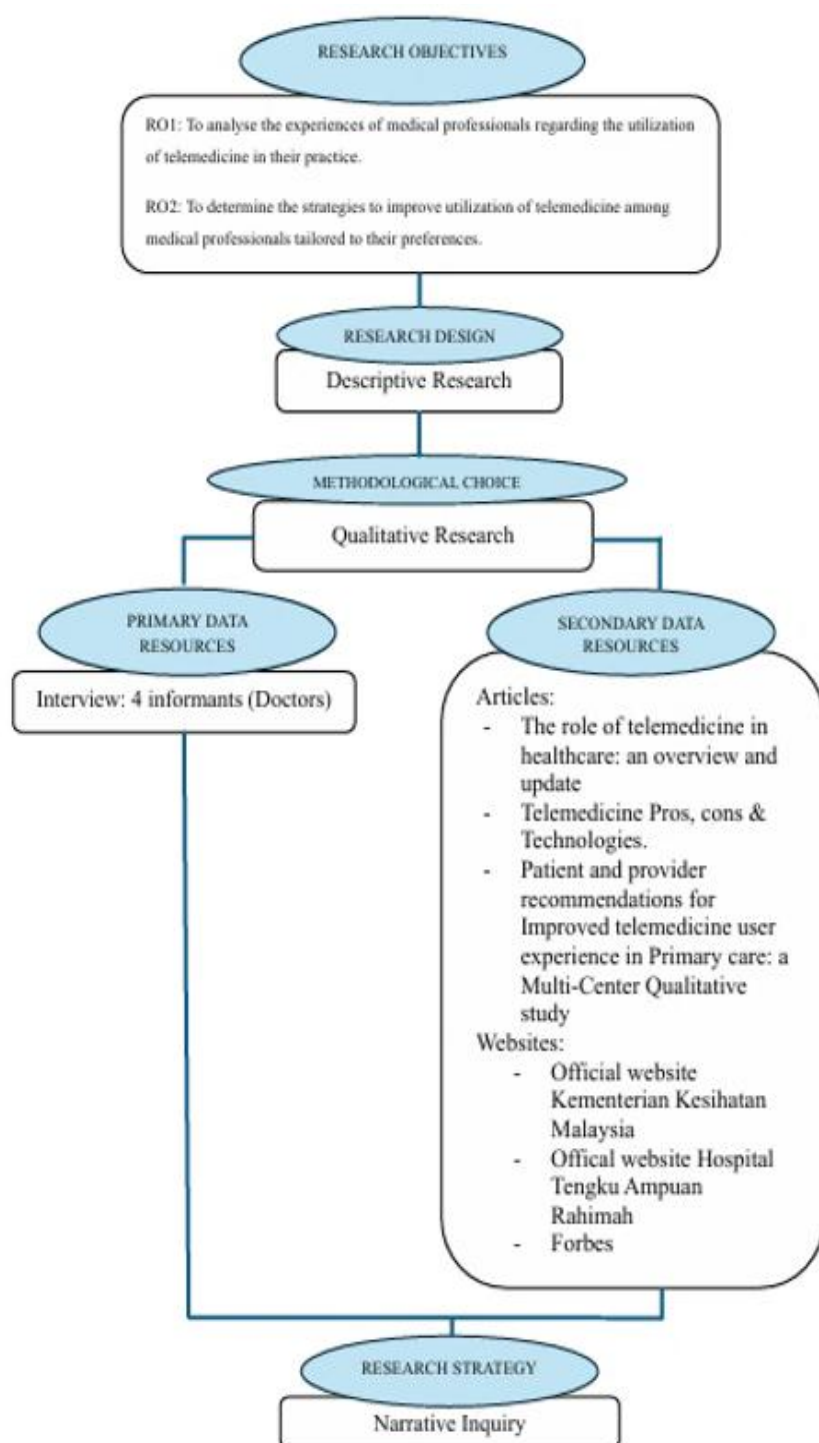 RESEARCH OBJECTIVES
RO1: To analyse the experiences of medical professionals regarding the utilization
of telemedicine in their practice.
RO2: To determine the strategies to improve utilization of telemedicine among
medical professionals tailored to their preferences.
RESEARCH DESIGN
Descriptive Research
METHODOLOGICAL CHOICE
Qualitative Research
PRIMARY DATA
RESOURCES
Interview: 4 informants (Doctors)
SECONDARY DATA
RESOURCES
Articles:
- The role of telemedicine in
healthcare: an overview and
update
- Telemedicine Pros, cons &
Technologies.
- Patient and provider
recommendations for
Improved telemedicine user
experience in Primary care: a
Multi-Center Qualitative
study
Websites:
- Official website
Kementerian Kesihatan
Malaysia
- Offical website Hospital
Tengku Ampuan
Rahimah
- Forbes
RESEARCH STRATEGY
Narrative Inquiry